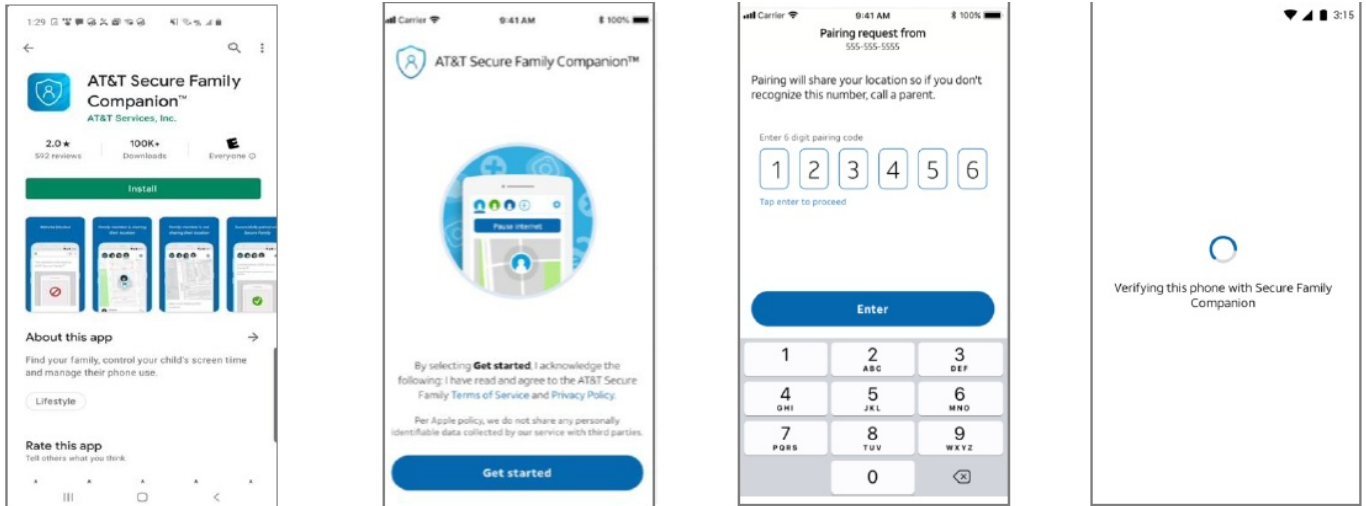 1:29
AT&T Secure Family
Companion™
AT&T Services, Inc.
2.0★
592 reviews
100K+
Downloads
E
Everyone
Install
About this app
Find your family, control your child's screen time
and manage their phone use.
Lifestyle
Rate this app
Tell others what you think
Carrier
9:41 AM
100%
AT&T Secure Family Companion™
Pause internet
By selecting Get started, I acknowledge the
following: I have read and agree to the AT&T Secure
Family Terms of Service and Privacy Policy.
Per Apple policy, we do not share any personally
identifiable data collected by our service with third parties.
Get started
Carrier
9:41 AM
100%
Pairing request from
555-555-5555
Pairing will share your location so if you don't
recognize this number, call a parent.
Enter 6 digit pairing code
1 2 3 4 5 6
Tap enter to proceed
Enter
1 2 3
ABC DEF
4 5 6
GHI JKL MNO
7 8 9
PQRS TUV WXYZ
0
3:15
Verifying this phone with Secure Family
Companion